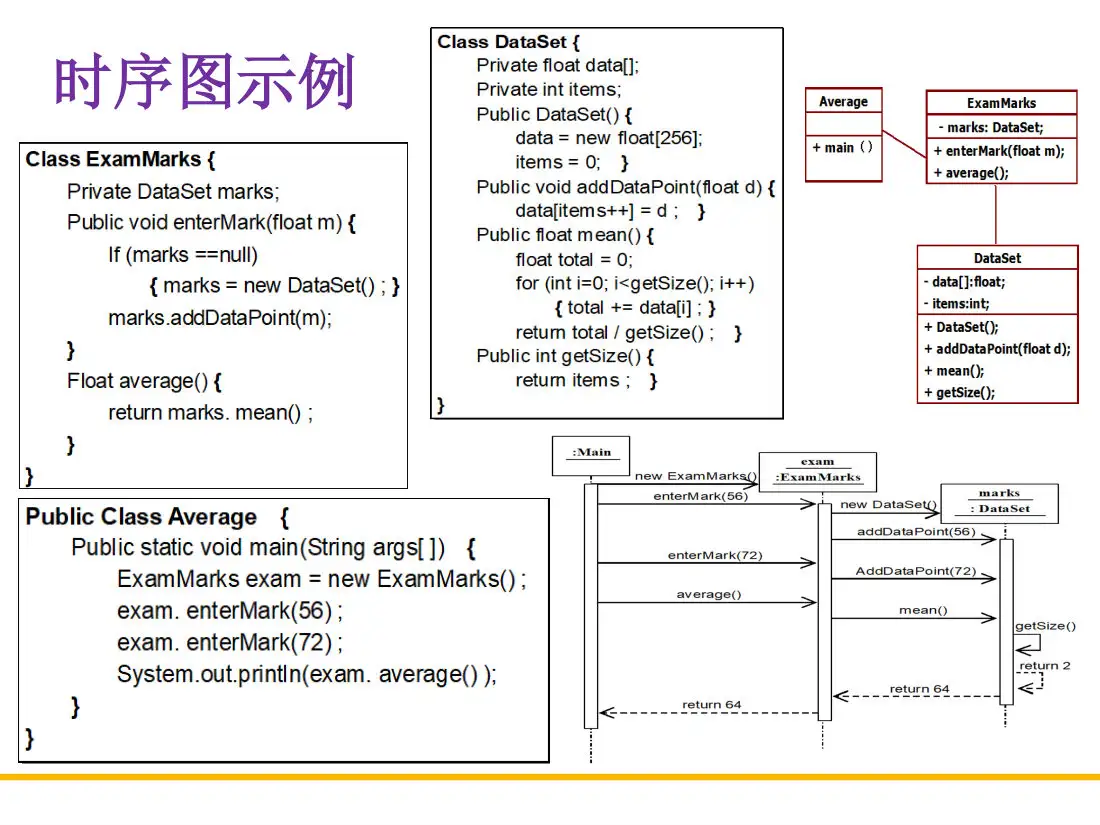 时序图示例
Class ExamMarks {
Private DataSet marks;
Public void enterMark(float m) {
If (marks ==null)
{ marks = new DataSet() ; }
marks.addDataPoint(m);
}
Float average() {
return marks. mean() ;
}
}
Public Class Average {
Public static void main(String args[ ]) {
ExamMarks exam = new ExamMarks() ;
exam. enterMark(56) ;
exam. enterMark(72) ;
System.out.println(exam. average() );
}
}
Class DataSet {
Private float data[];
Private int items;
Public DataSet() {
data = new float[256];
items = 0; }
Public void addDataPoint(float d) {
data[items++] = d ; }
Public float mean() {
float total = 0;
for (int i=0; i<getSize(); i++)
{ total += data[i] ; }
return total / getSize() ; }
Public int getSize() {
return items ; }
}
Average
+ main（）
ExamMarks
- marks: DataSet;
+ enterMark(float m);
+ average();
DataSet
- data[]:float;
- items:int;
+ DataSet();
+ addDataPoint(float d);
+ mean();
+ getSize();
:Main
exam
:ExamMarks
marks
: DataSet
new ExamMarks()
enterMark(56)
new DataSet()
addDataPoint(56)
enterMark(72)
AddDataPoint(72)
average()
mean()
getSize()
return 2
return 64
return 64